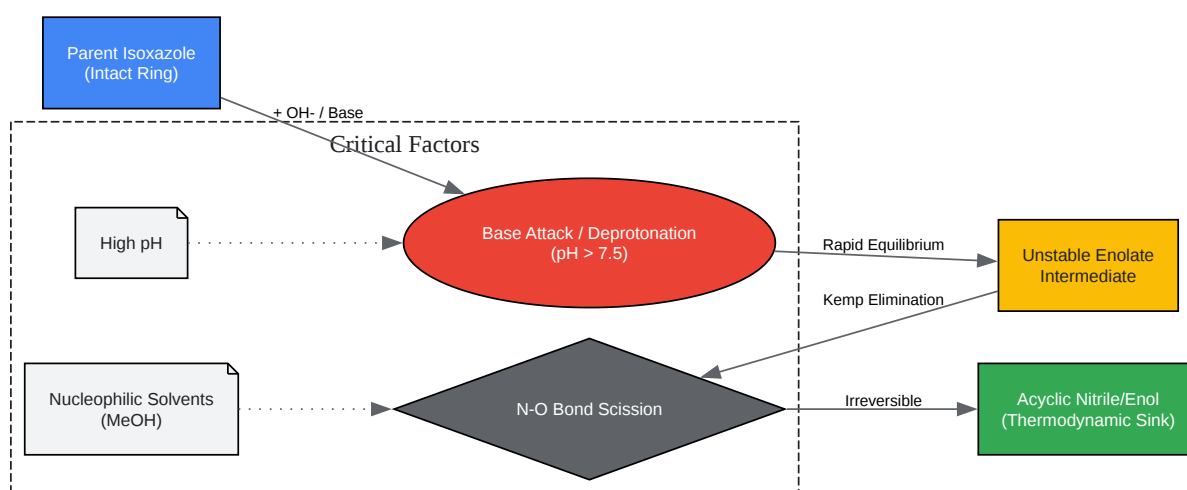 Parent Isoxazole
(Intact Ring)
+ OH- / Base
Critical Factors
High pH
Base Attack / Deprotonation
(pH > 7.5)
Rapid Equilibrium
Unstable Enolate
Intermediate
Kemp Elimination
Nucleophilic Solvents
(MeOH)
N-O Bond Scission
Irreversible
Acyclic Nitrile/Enol
(Thermodynamic Sink)